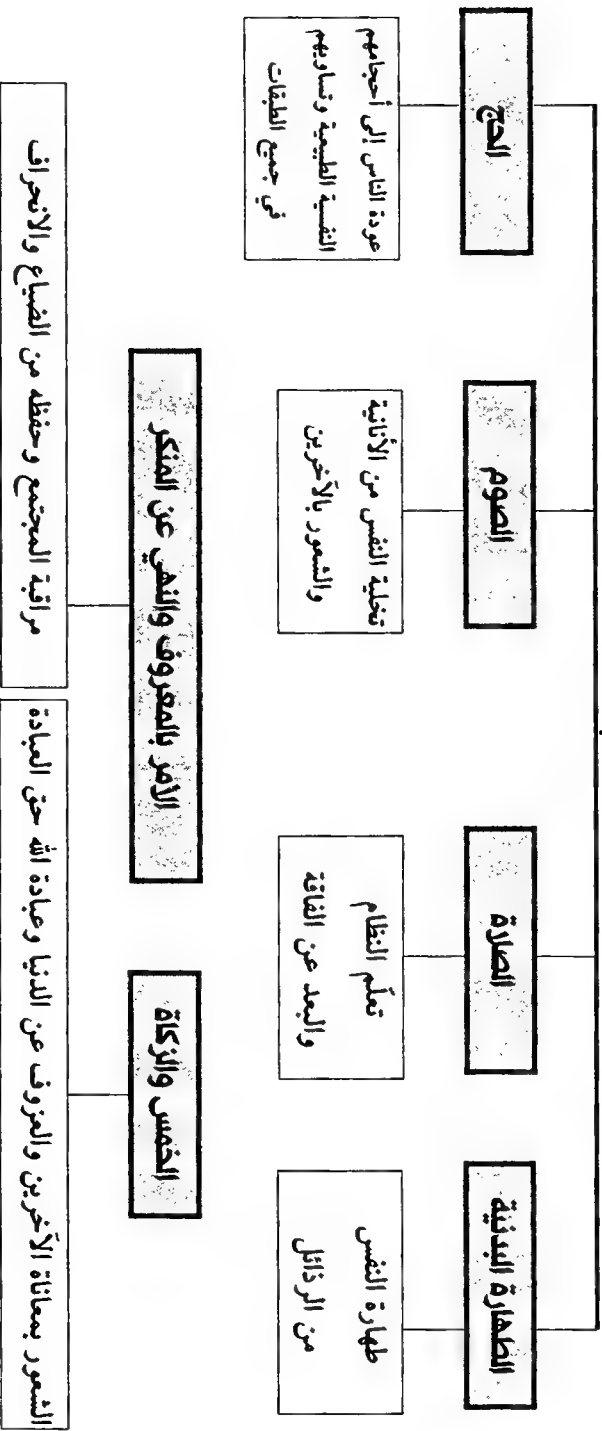 الطهارة البدنية
طهارة النفس
من الرذائل
الصلاة
تعلّم النظام
والبعد عن الفاقة
الصوم
تخلية النفس من الأنانية
والشعور بالآخرين
الحج
عودة الناس إلى أحجامهم
النفسية الطبيعية وتساويهم
في جميع الطبقات
الخمس والزكاة
الشعور بمعاناة الآخرين والعزوف عن الدنيا وعبادة الله حق العبادة
الأمر بالمعروف والنهي عن المنكر
مراقبة المجتمع وحفظه من الضياع والانحراف